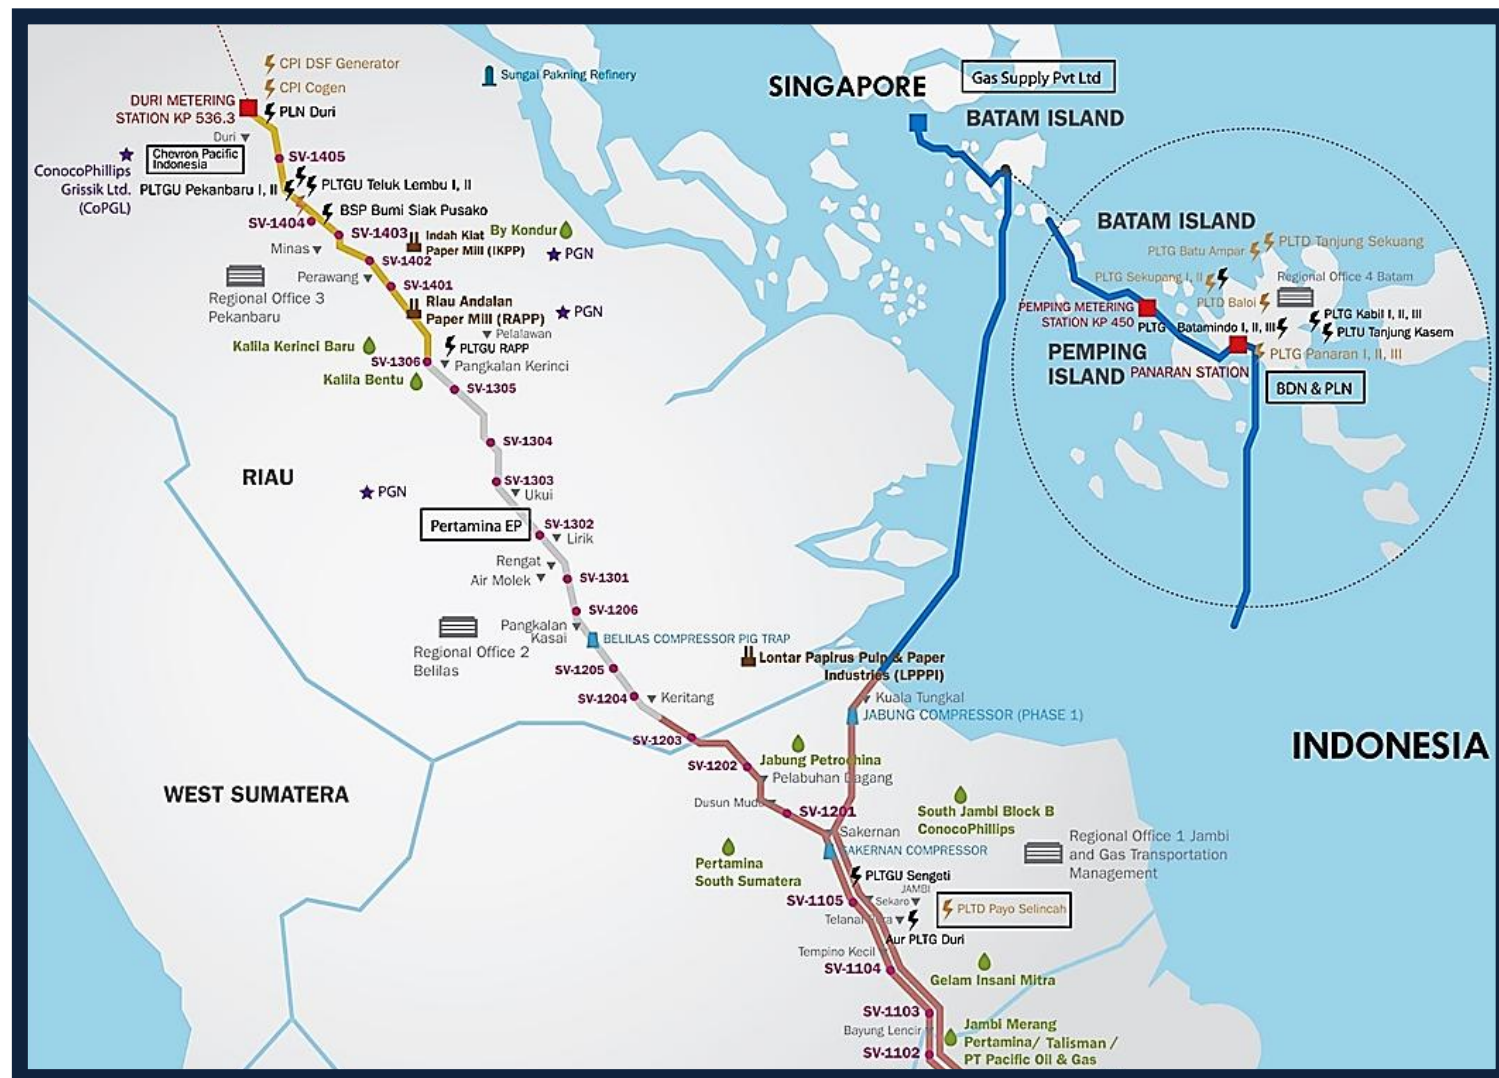 CPI DSF Generator
CPI Cogen
DURI METERING
STATION KP 536.3
PLN Duri
Sungai Pakning Refinery
SINGAPORE
Gas Supply Pvt Ltd
BATAM ISLAND
Duri
SV-1405
Chevron Pacific
Indonesia
ConocoPhillips
Grissik Ltd.
(CoPGL)
PLTGU Pekanbaru I, II
PLTGU Teluk Lembu I, II
BSP Bumi Siak Pusako
SV-1404
SV-1403
Indah Kiat
Paper Mill (IKPP)
By Kondur
PGN
Minas
SV-1402
Perawang
SV-1401
Regional Office 3
Pekanbaru
Riau Andalan
Paper Mill (RAPP)
PGN
Pelalawan
PLTGU RAPP
Kalila Kerinci Baru
SV-1306
Pangkalan Kerinci
Kalila Bentu
SV-1305
BATAM ISLAND
PLTG Batu Ampar
PLTD Tanjung Sekuang
PLTG Sekupang I, II
Regional Office 4 Batam
PLTD Baloi
PEMPING METERING
STATION KP 450
PLTG Batamindo I, II, III
PLTG Kabil I, II, III
PLTU Tanjung Kasem
PEMPING
ISLAND
PANARAN STATION
PLTG Panaran I, II, III
BDN & PLN
SV-1304
RIAU
PGN
SV-1303
Ukui
Pertamina EP
SV-1302
Lirik
Rengat
Air Molek
SV-1301
SV-1206
Pangkalan
Kasai
BELILAS COMPRESSOR PIG TRAP
Regional Office 2
Belilas
SV-1205
SV-1204
Keritang
Lontar Papirus Pulp & Paper
Industries (LPPPI)
Kuala Tungkal
JABUNG COMPRESSOR (PHASE 1)
SV-1203
INDONESIA
SV-1202
Jabung Petrochina
Pelabuhan Dagang
WEST SUMATERA
Dusun Muda
SV-1201
South Jambi Block B
ConocoPhillips
Sakernan
SAKERNAN COMPRESSOR
Regional Office 1 Jambi
and Gas Transportation
Management
Pertamina
South Sumatera
PLTGU Sengeti
JAMBI
SV-1105
Sekaro
PLTD Payo Selincah
Telanaipura
Aur PLTG Duri
Tempino Kecil
SV-1104
Gelam Insani Mitra
SV-1103
Bayung Lencir
SV-1102
Jambi Merang
Pertamina/ Talisman /
PT Pacific Oil & Gas